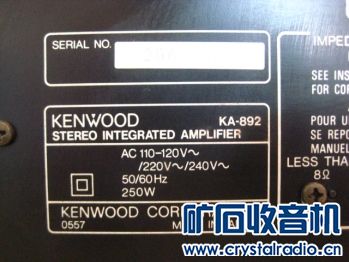 SERIAL NO.
KENWOOD KA-892
STEREO INTEGRATED AMPLIFIER
AC 110-120V~
/220V~/240V~
50/60Hz
250W
KENWOOD COR
0557
IMPED
SEE INS
FOR CO
POUR U
SE REPO
MANUEL
LESS THA
8Ω
矿石收音机
www.crystalradio.cn